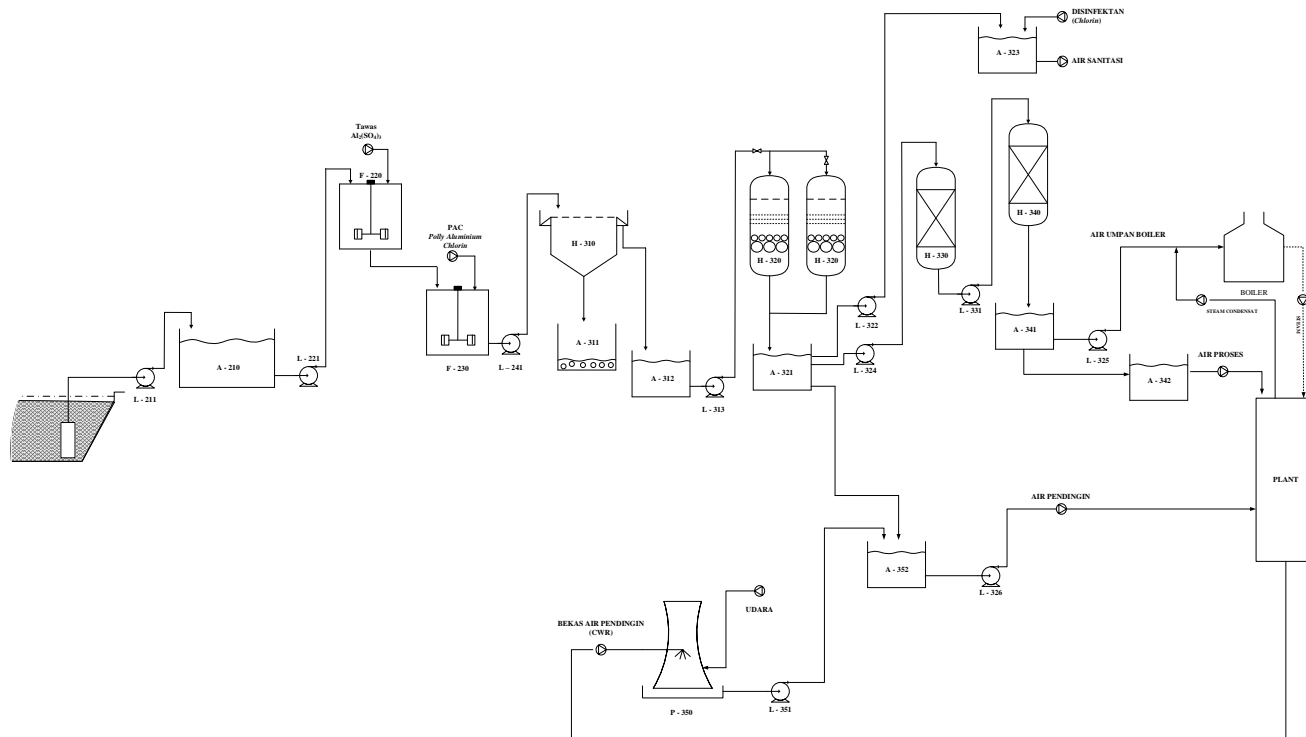 DISINFEKTAN
(Chlorin)
A - 323
AIR SANITASI
Tawas
Al₂(SO₄)₃
F - 220
PAC
Polly Aluminium
Chlorin
H - 310
H - 320
H - 320
H - 330
H - 340
AIR UMPAN BOILER
BOILER
STEAM CONDENSAT
STEAM
L - 331
L - 322
L - 324
A - 341
L - 325
AIR PROSES
A - 342
A - 210
L - 211
L - 221
F - 230
L – 241
A - 311
A - 312
L - 313
A - 321
PLANT
AIR PENDINGIN
A - 352
L - 326
UDARA
BEKAS AIR PENDINGIN
(CWR)
P - 350
L - 351